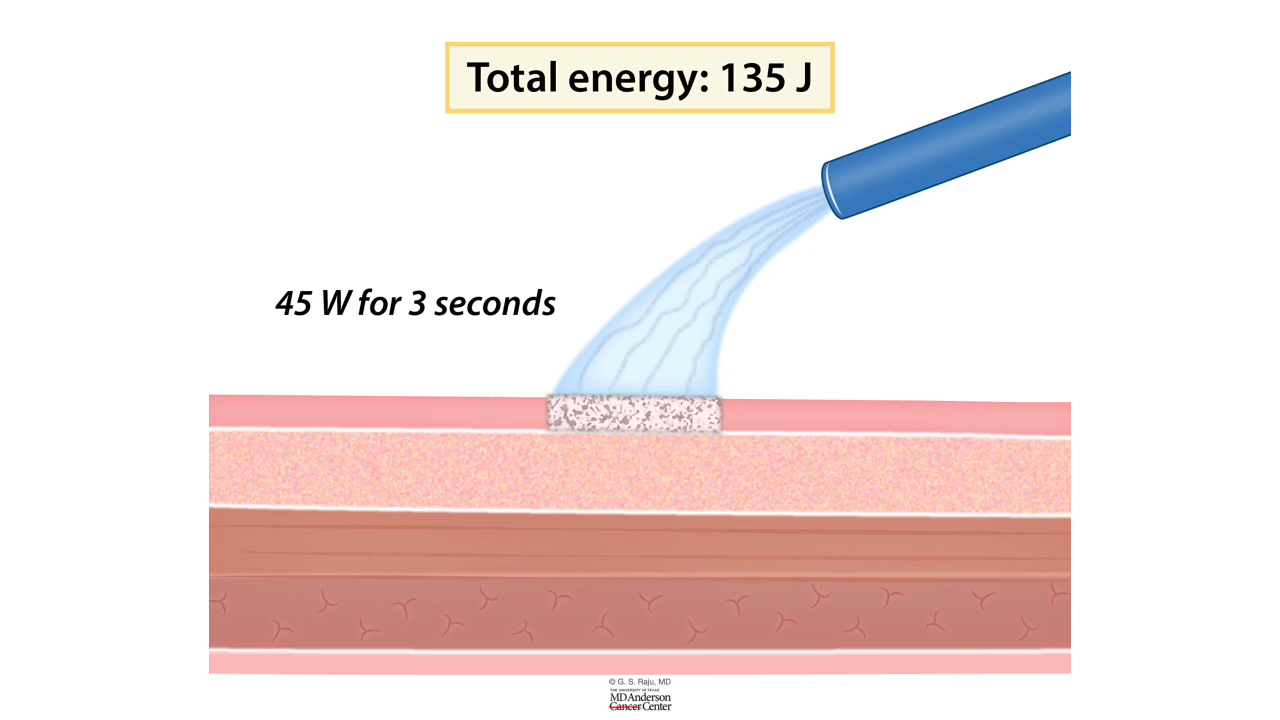 Total energy: 135 J
45 W for 3 seconds
© G. S. Raju, MD
THE UNIVERSITY OF TEXAS
MD Anderson
Cancer Center